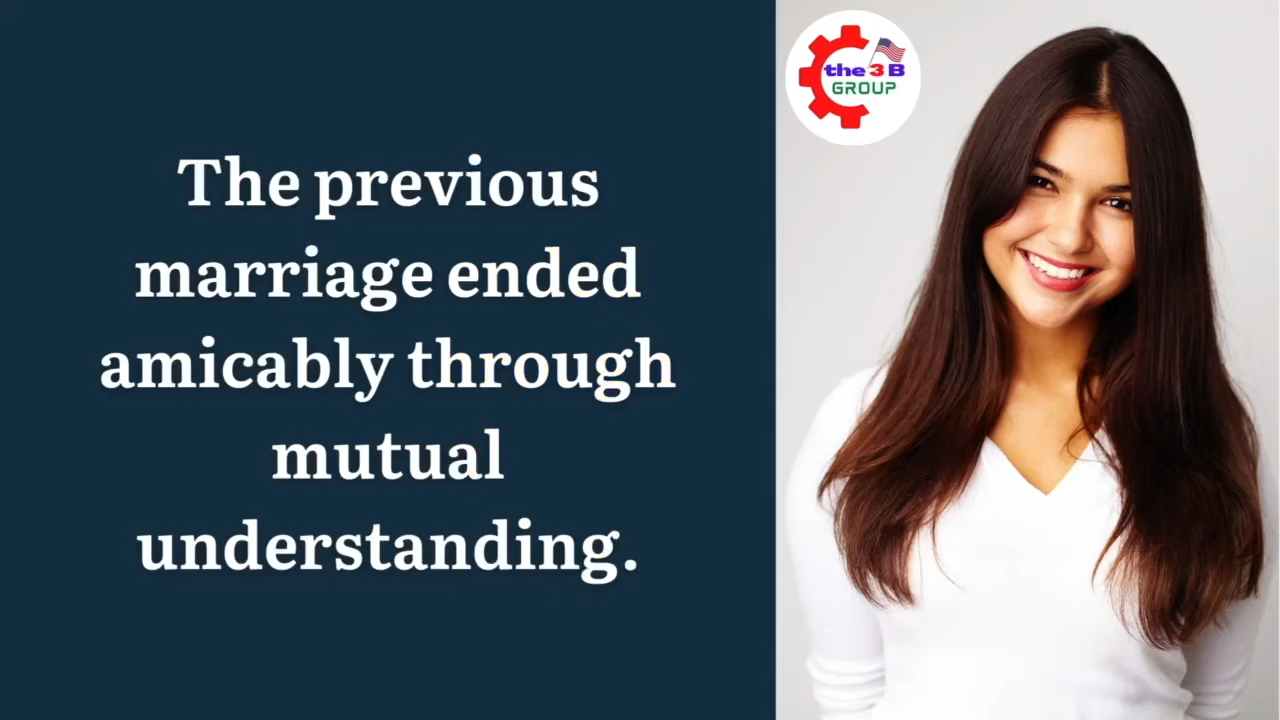 The previous
marriage ended
amicably through
mutual
understanding.
the 3 B
GROUP